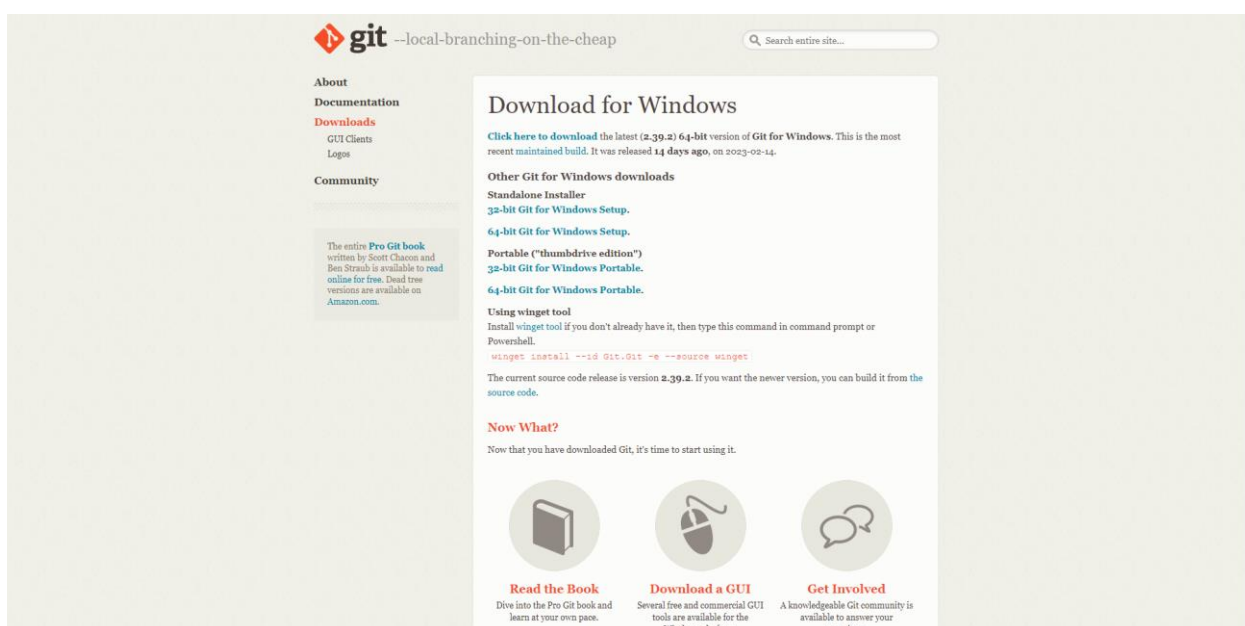 git --local-branching-on-the-cheap
Search entire site...
About
Documentation
Downloads
GUI Clients
Logos
Community
The entire Pro Git book
written by Scott Chacon and
Ben Straub is available to read
online for free. Dead tree
versions are available on
Amazon.com.
Download for Windows
Click here to download the latest (2.39.2) 64-bit version of Git for Windows. This is the most
recent maintained build. It was released 14 days ago, on 2023-02-14.
Other Git for Windows downloads
Standalone Installer
32-bit Git for Windows Setup.
64-bit Git for Windows Setup.
Portable ("thumbdrive edition")
32-bit Git for Windows Portable.
64-bit Git for Windows Portable.
Using winget tool
Install winget tool if you don't already have it, then type this command in command prompt or
Powershell.
winget install --id Git.Git -e --source winget
The current source code release is version 2.39.2. If you want the newer version, you can build it from the
source code.
Now What?
Now that you have downloaded Git, it's time to start using it.
Read the Book
Dive into the Pro Git book and
learn at your own pace.
Download a GUI
Several free and commercial GUI
tools are available for the
Get Involved
A knowledgeable Git community is
available to answer your